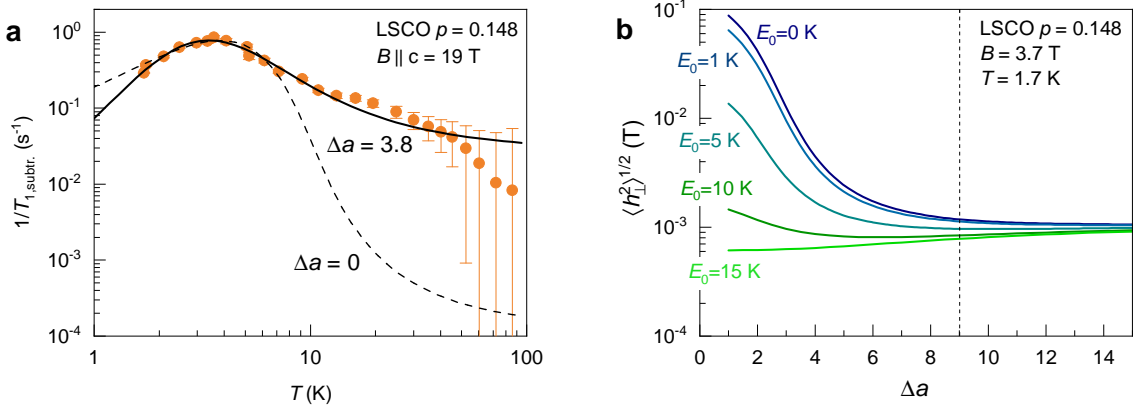 a
LSCO p = 0.148
B || c = 19 T
Δa = 3.8
Δa = 0
1/T1,subtr. (s-1)
10^0
10^-1
10^-2
10^-3
10^-4
1
10
100
T (K)
b
LSCO p = 0.148
B = 3.7 T
T = 1.7 K
E0=0 K
E0=1 K
E0=5 K
E0=10 K
E0=15 K
⟨h⊥^2⟩^1/2 (T)
10^-1
10^-2
10^-3
10^-4
0 2 4 6 8 10 12 14
Δa